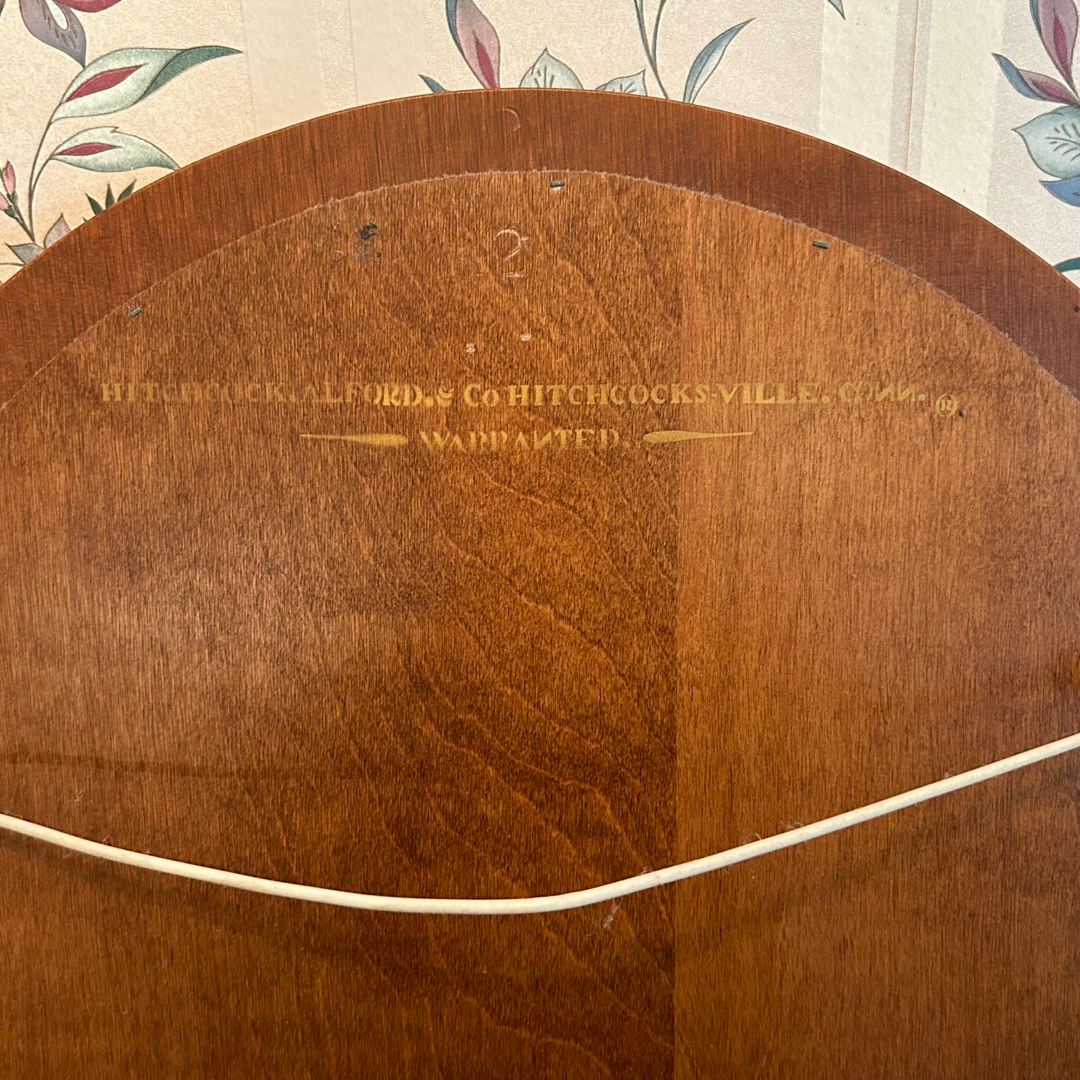 2
HITCHCOCK.ALFORD.& Co HITCHCOCKS-VILLE. CONN. ®
WARRANTED.